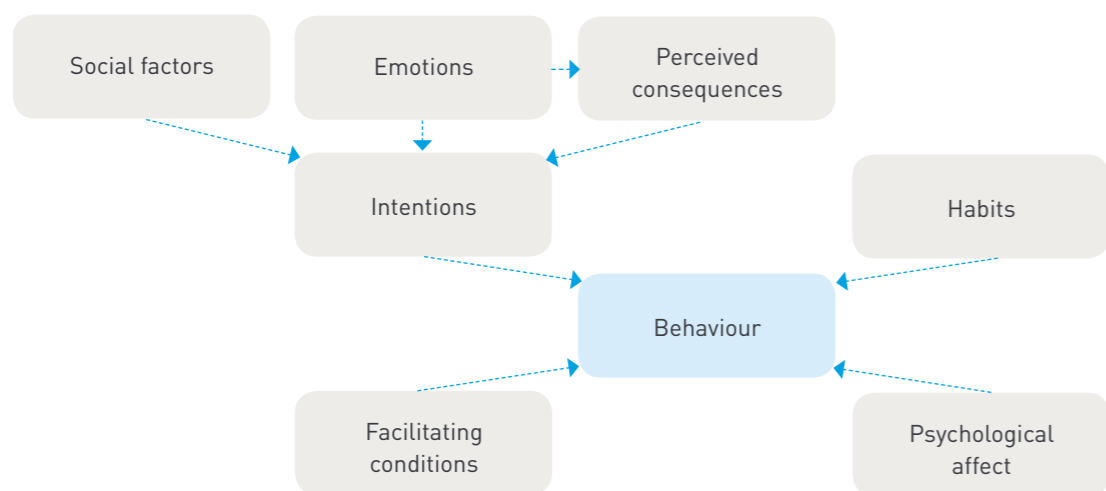 Social factors
Emotions
Perceived
consequences
Intentions
Habits
Behaviour
Facilitating
conditions
Psychological
affect